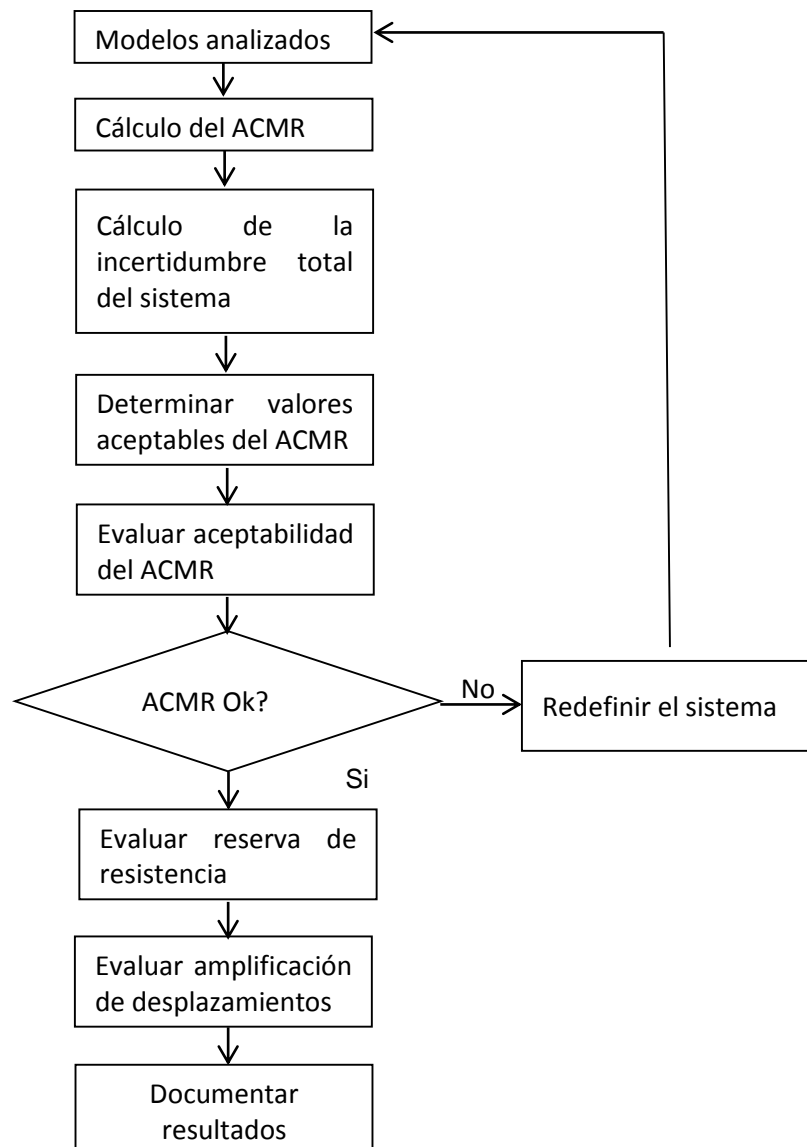 Modelos analizados
Cálculo del ACMR
Cálculo de la
incertidumbre total
del sistema
Determinar valores
aceptables del ACMR
Evaluar aceptabilidad
del ACMR
ACMR Ok?
No
Redefinir el sistema
Si
Evaluar reserva de
resistencia
Evaluar amplificación
de desplazamientos
Documentar
resultados